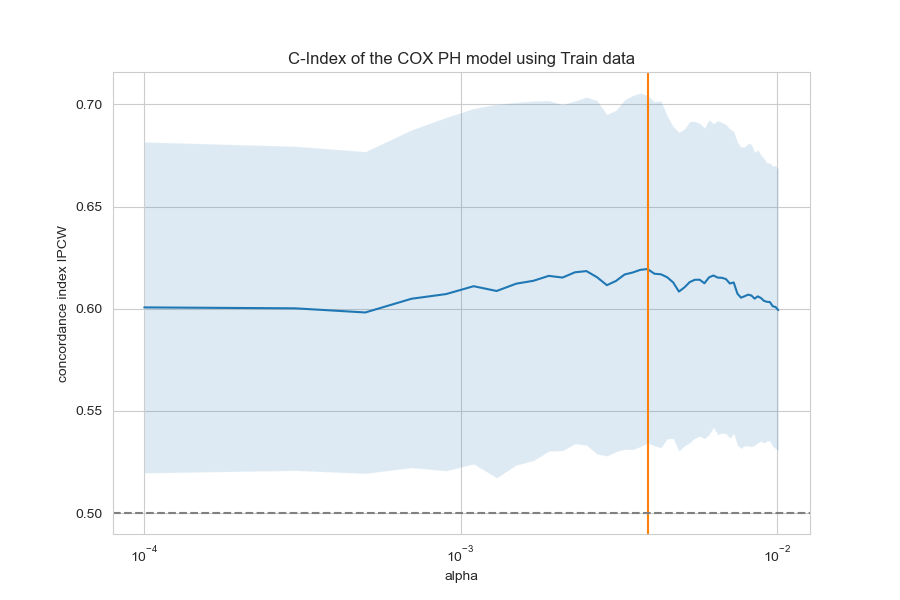 C-Index of the COX PH model using Train data
concordance index IPCW
0.70
0.65
0.60
0.55
0.50
10⁻⁴
10⁻³
10⁻²
alpha